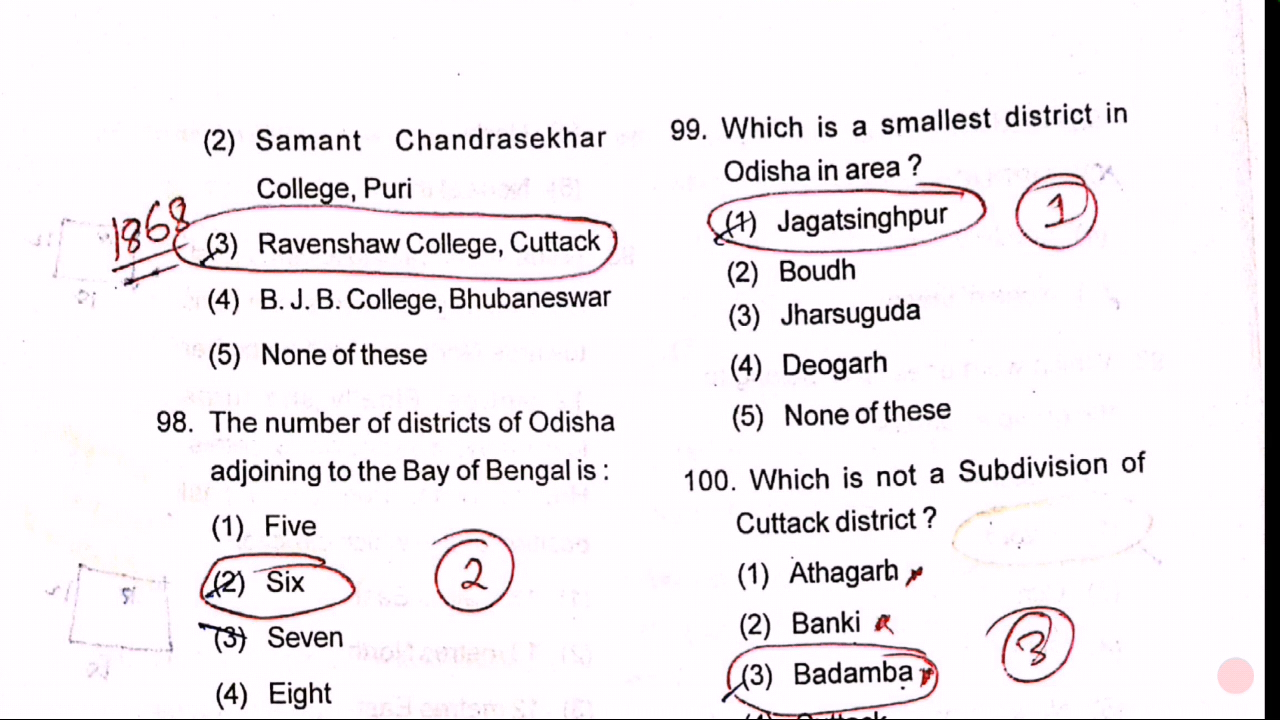 (2) Samant Chandrasekhar
College, Puri
1868
(3) Ravenshaw College, Cuttack
(4) B. J. B. College, Bhubaneswar
(5) None of these
98. The number of districts of Odisha
adjoining to the Bay of Bengal is :
(1) Five
(2) Six
2
(3) Seven
(4) Eight
99. Which is a smallest district in
Odisha in area ?
(1) Jagatsinghpur
1
(2) Boudh
(3) Jharsuguda
(4) Deogarh
(5) None of these
100. Which is not a Subdivision of
Cuttack district ?
(1) Athagarh
(2) Banki
(3) Badamba
3
(4) Cuttack